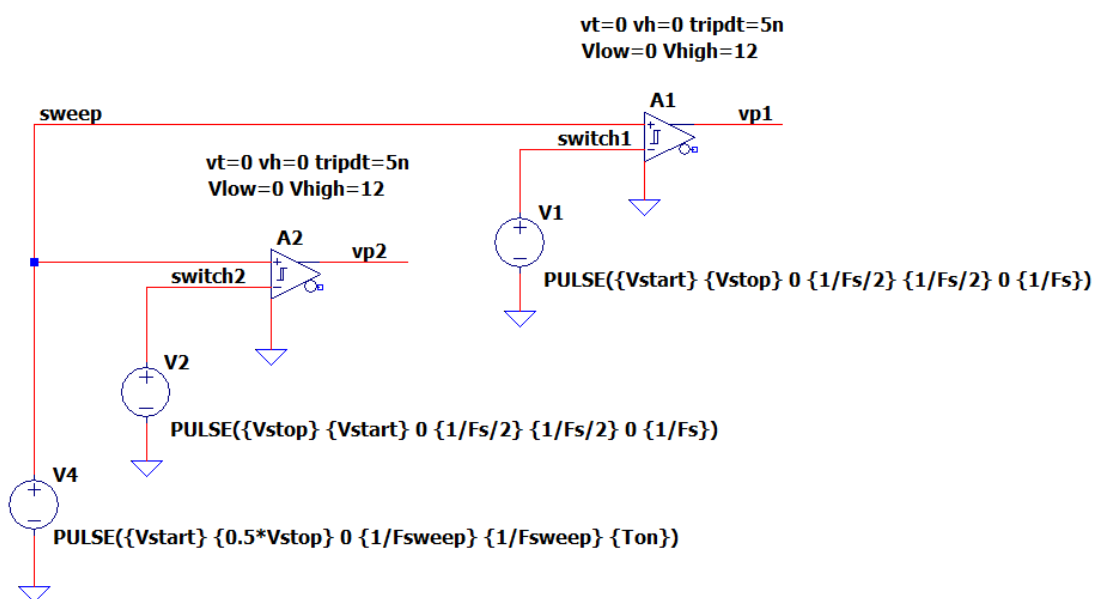 vt=0 vh=0 tripdt=5n
Vlow=0 Vhigh=12
A1
sweep
vp1
switch1
vt=0 vh=0 tripdt=5n
Vlow=0 Vhigh=12
V1
A2
vp2
switch2
PULSE({Vstart} {Vstop} 0 {1/Fs/2} {1/Fs/2} 0 {1/Fs})
V2
PULSE({Vstop} {Vstart} 0 {1/Fs/2} {1/Fs/2} 0 {1/Fs})
V4
PULSE({Vstart} {0.5*Vstop} 0 {1/Fsweep} {1/Fsweep} {Ton})